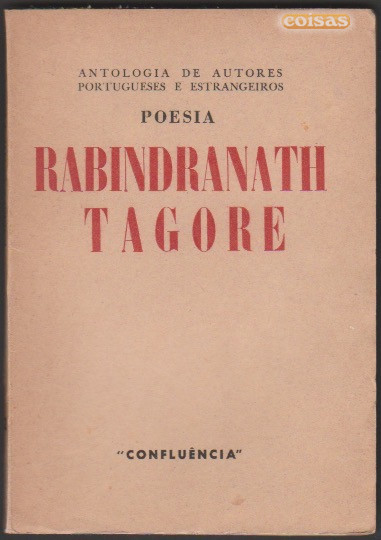 coisas
ANTOLOGIA DE AUTORES
PORTUGUESES E ESTRANGEIROS
POESIA
RABINDRANATH
TAGORE
"CONFLUÊNCIA"